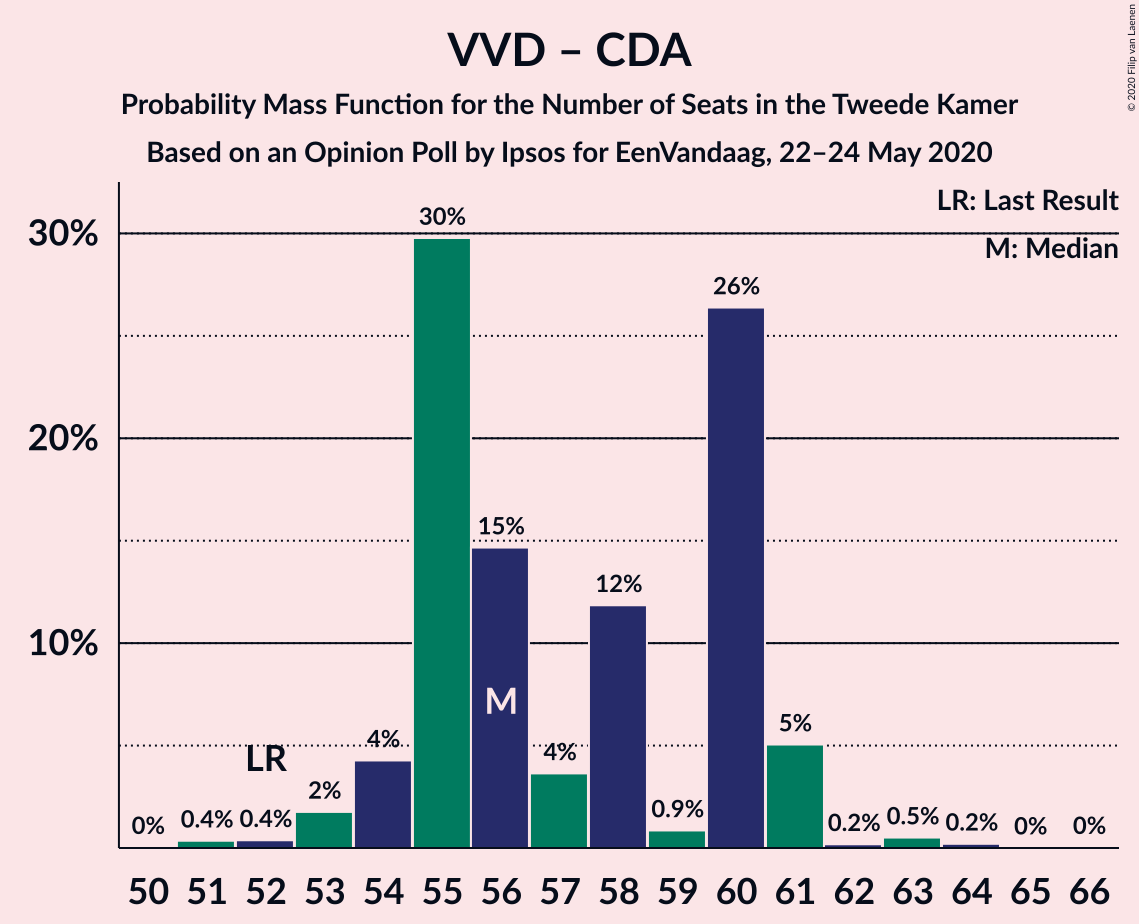 VVD – CDA
Probability Mass Function for the Number of Seats in the Tweede Kamer
Based on an Opinion Poll by Ipsos for EenVandaag, 22–24 May 2020
© 2020 Filip van Laenen
LR: Last Result
M: Median
30%
20%
10%
0%
0.4%
0.4%
2%
4%
30%
15%
4%
12%
0.9%
26%
5%
0.2%
0.5%
0.2%
0%
0%
LR
M
50 51 52 53 54 55 56 57 58 59 60 61 62 63 64 65 66